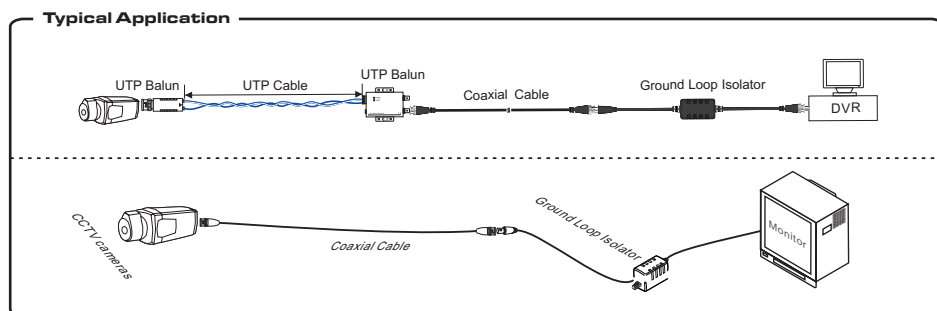 Typical Application
UTP Balun
UTP Cable
UTP Balun
Coaxial Cable
Ground Loop Isolator
DVR
CCTV cameras
Coaxial Cable
Ground Loop Isolator
Monitor